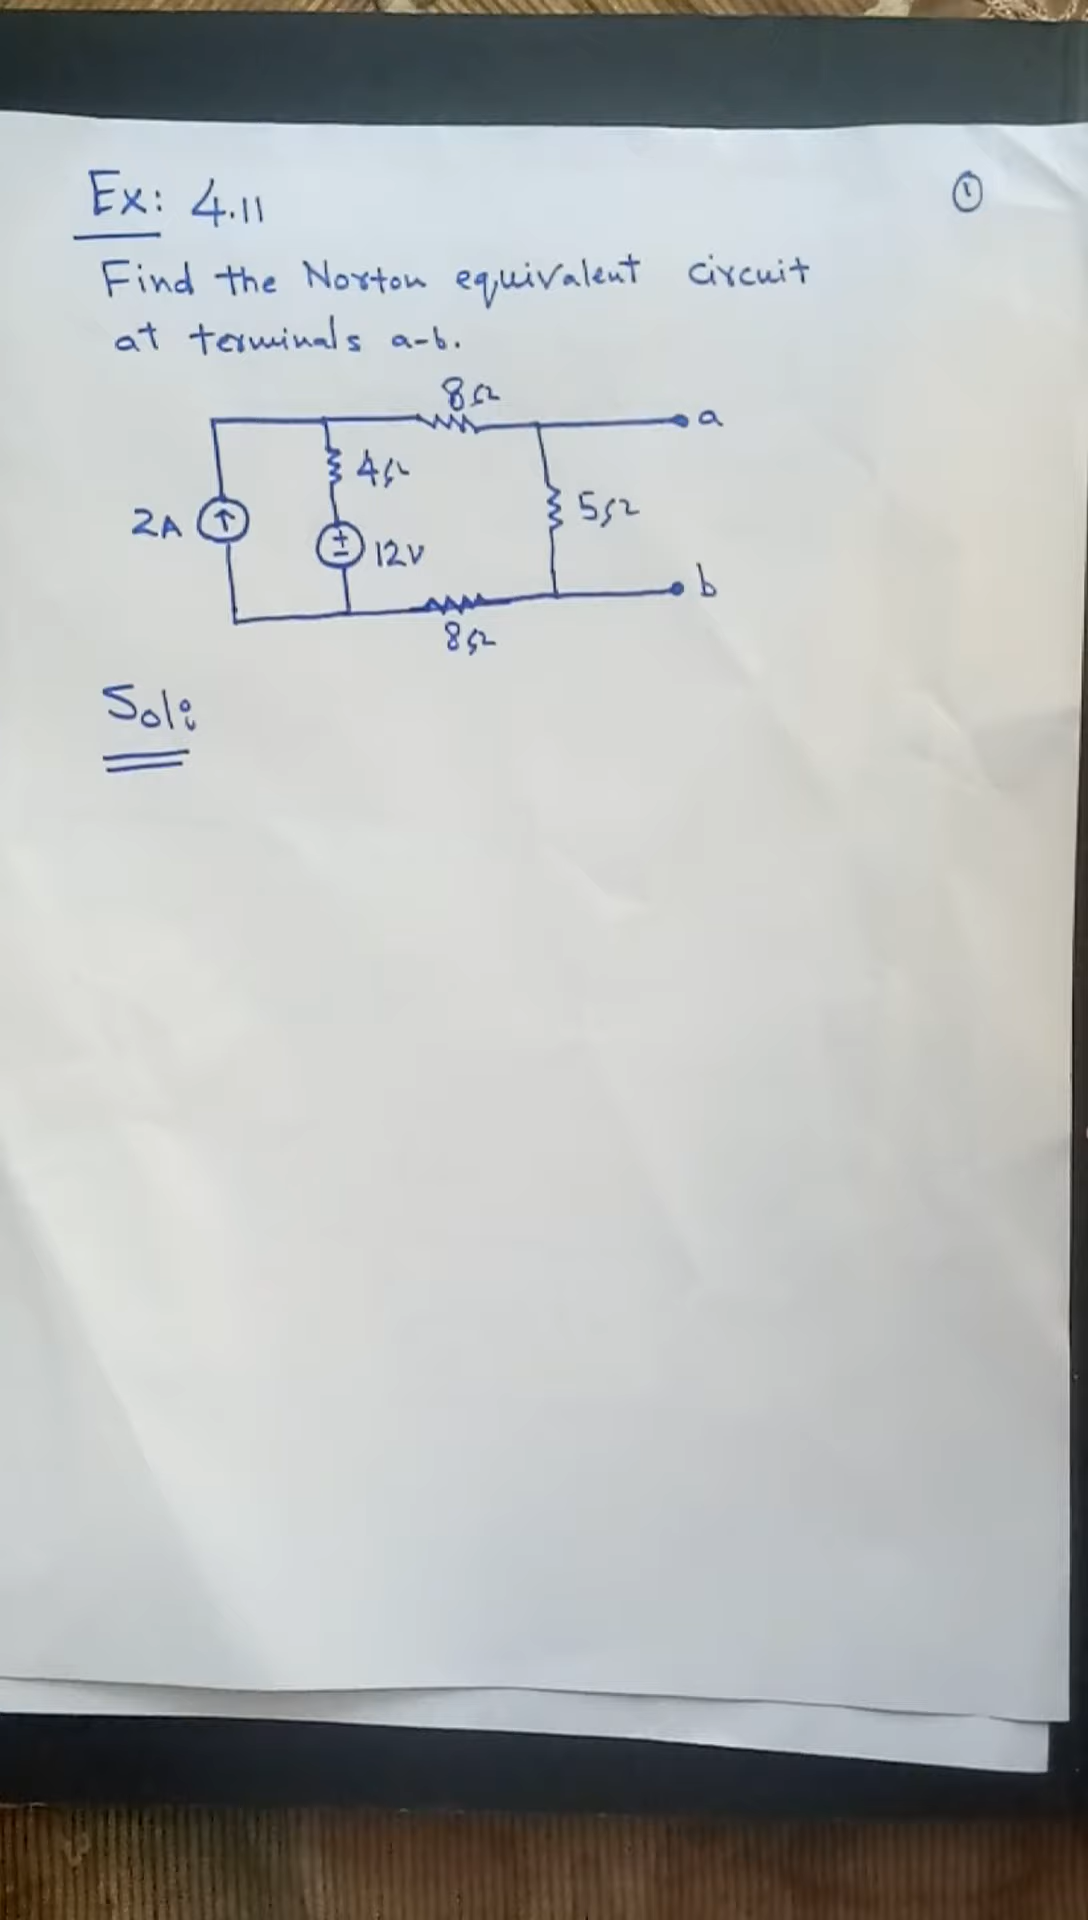 Ex: 4.11
①
Find the Norton equivalent circuit
at terminals a-b.
8Ω
a
4Ω
2A
5Ω
+
-
12V
b
8Ω
Sol: